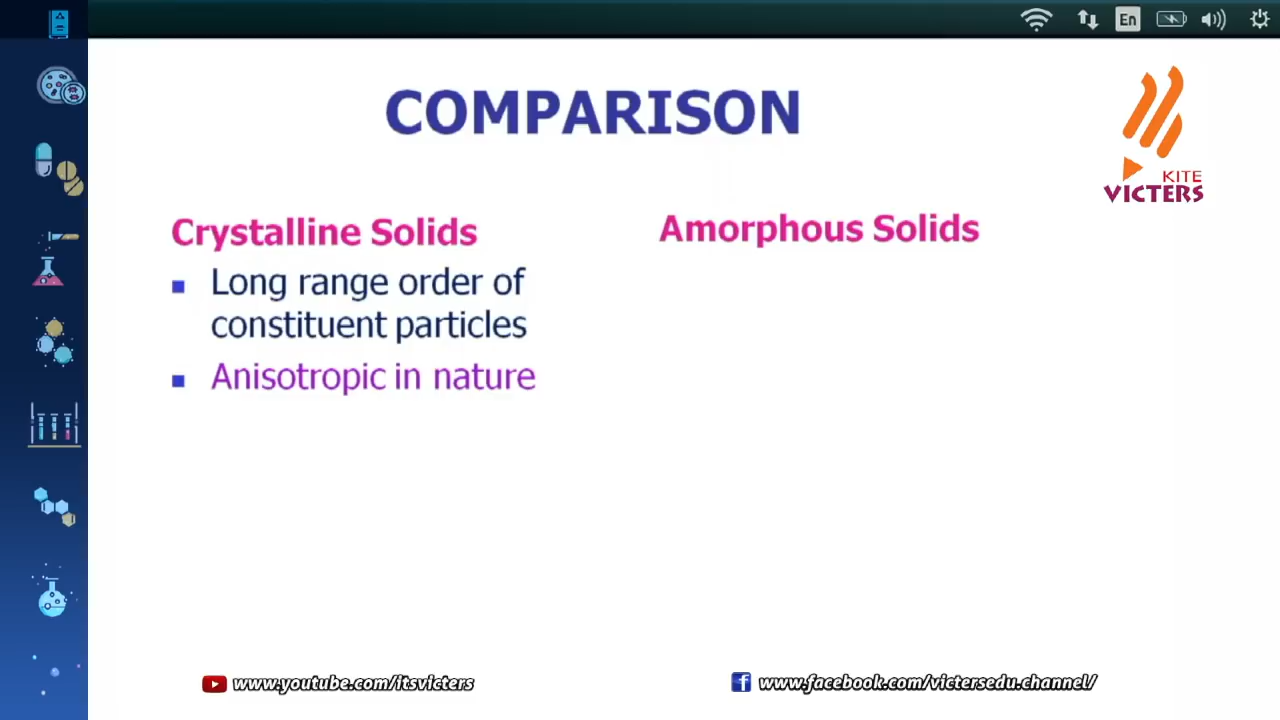 En
COMPARISON
KITE
VICTERS
Crystalline Solids
Long range order of
constituent particles
Anisotropic in nature
Amorphous Solids
www.youtube.com/itsvicters
www.facebook.com/victersedu.channel/